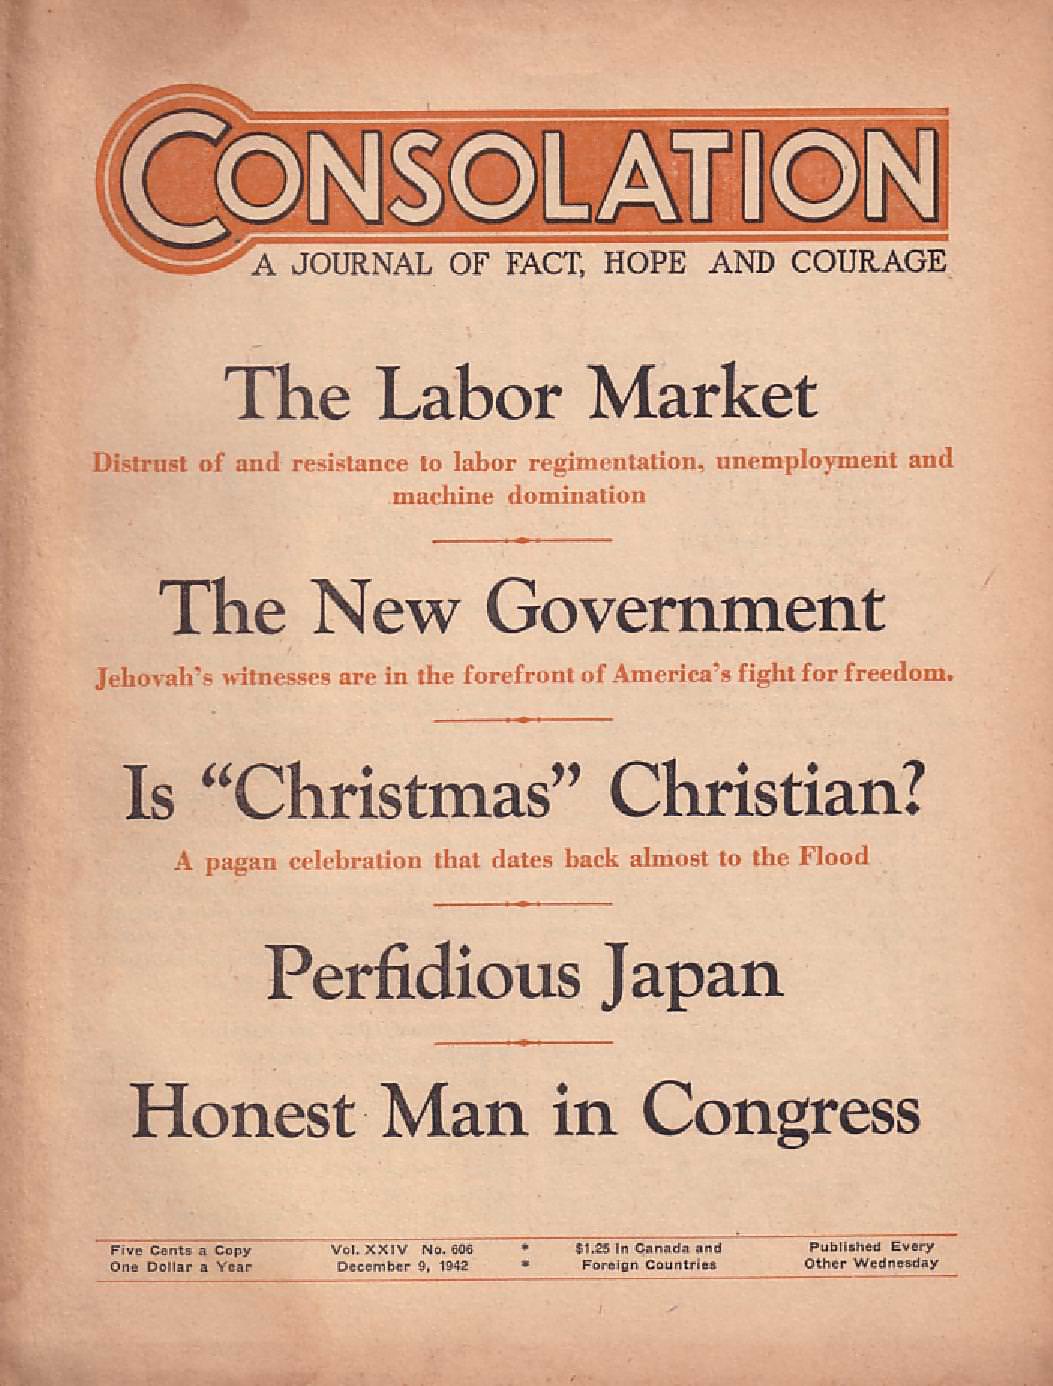 CONSOLATION
A JOURNAL OF FACT, HOPE AND COURAGE
The Labor Market
Distrust of and resistance to labor regimentation, unemployment and
machine domination
The New Government
Jehovah's witnesses are in the forefront of America's fight for freedom.
Is “Christmas” Christian?
A pagan celebration that dates back almost to the Flood
Perfidious Japan
Honest Man in Congress
Five Cents a Copy
One Dollar a Year
Vol. XXIV No. 606
December 9, 1942
*
*
$1.25 in Canada and
Foreign Countries
Published Every
Other Wednesday